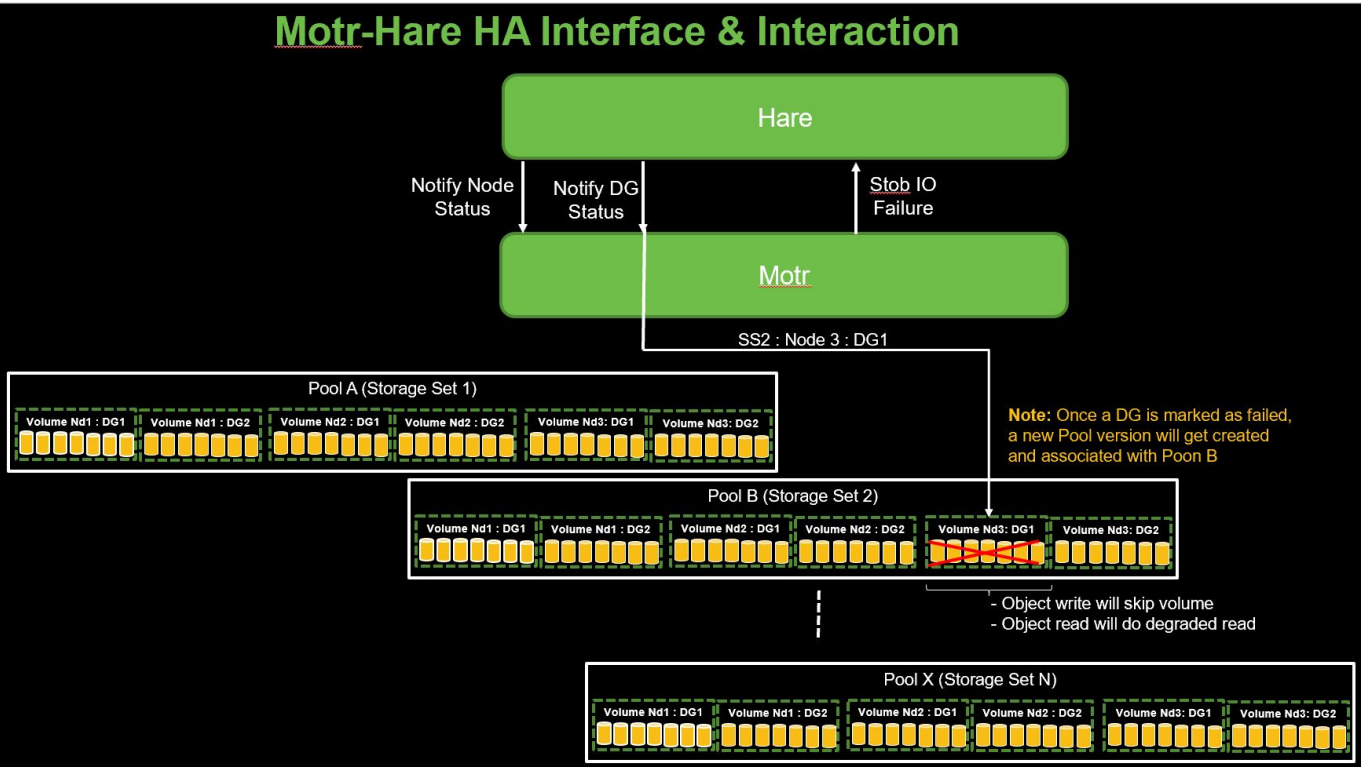 Motr-Hare HA Interface & Interaction
Hare
Notify Node
Status
Notify DG
Status
Stob IO
Failure
Motr
SS2 : Node 3 : DG1
Pool A (Storage Set 1)
Volume Nd1 : DG1
Volume Nd1 : DG2
Volume Nd2 : DG1
Volume Nd2 : DG2
Volume Nd3: DG1
Volume Nd3: DG2
Note: Once a DG is marked as failed,
a new Pool version will get created
and associated with Poon B
Pool B (Storage Set 2)
Volume Nd1 : DG1
Volume Nd1 : DG2
Volume Nd2 : DG1
Volume Nd2 : DG2
Volume Nd3: DG1
Volume Nd3: DG2
- Object write will skip volume
- Object read will do degraded read
Pool X (Storage Set N)
Volume Nd1 : DG1
Volume Nd1 : DG2
Volume Nd2 : DG1
Volume Nd2 : DG2
Volume Nd3: DG1
Volume Nd3: DG2